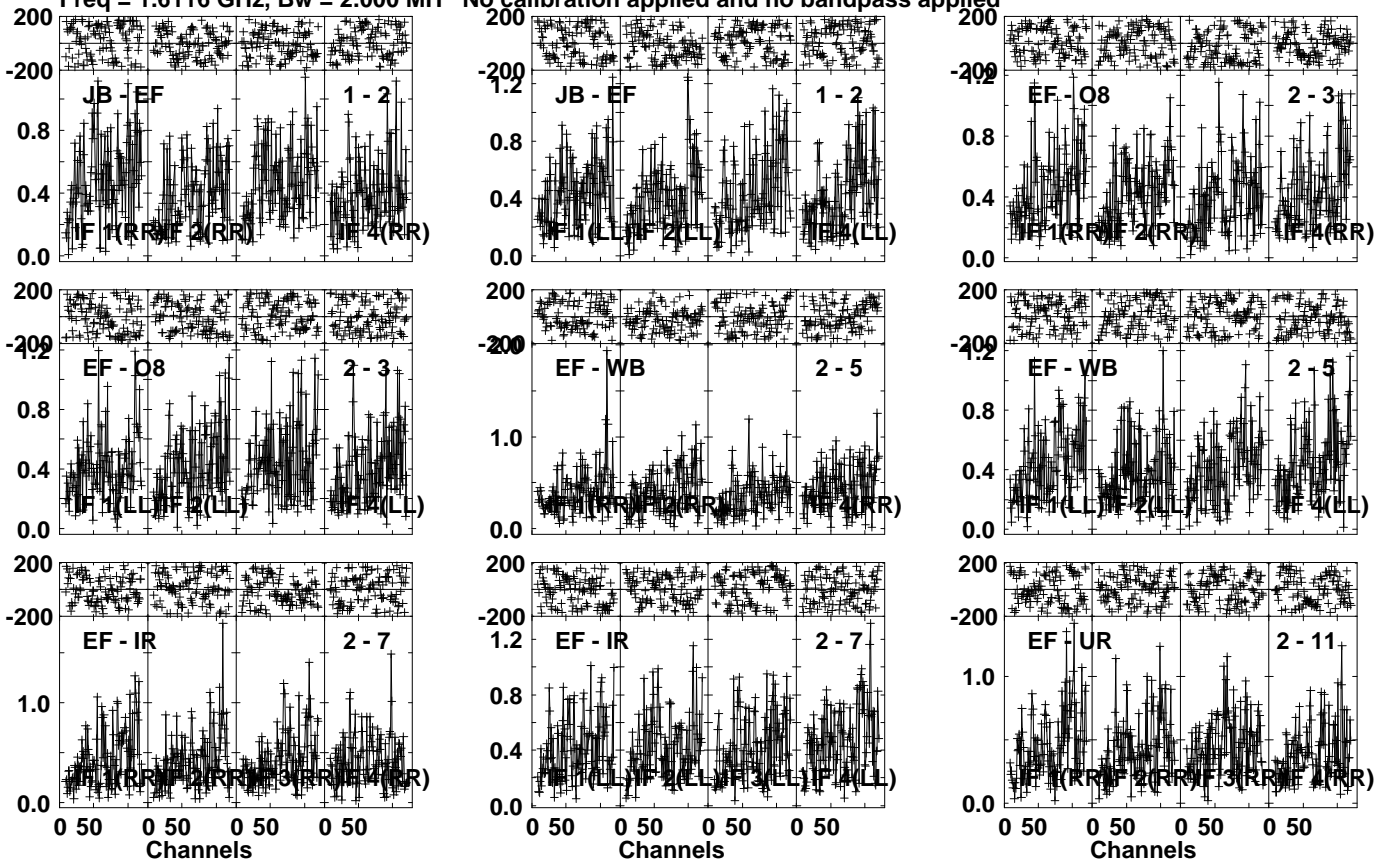 Freq = 1.6116 GHz, Bw = 2.000 MH No calibration applied and no bandpass applied
200 200 200
-200 -200 -200
JB - EF 1 - 2 JB - EF 1 - 2 EF - O8 2 - 3
1.2 1.2
0.8 0.8 0.8
0.4 0.4 0.4
IF 1(RR) IF 2(RR) IF 4(RR) IF 1(LL) IF 2(LL) IF 4(LL) IF 1(RR) IF 2(RR) IF 4(RR)
0.0 0.0 0.0
200 200 200
-200 -200 -200
1.2 2.0 1.2
EF - O8 2 - 3 EF - WB 2 - 5 EF - WB 2 - 5
0.8 1.0 0.8
0.4 0.4
IF 1(LL) IF 2(LL) IF 4(LL) IF 1(RR) IF 2(RR) IF 4(RR) IF 1(LL) IF 2(LL) IF 4(LL)
0.0 0.0 0.0
200 200 200
-200 -200 -200
EF - IR 2 - 7 EF - IR 2 - 7 EF - UR 2 - 11
1.0 1.2 1.0
0.8
0.4
IF 1(RR) IF 2(RR) IF 3(RR) IF 4(RR) IF 1(LL) IF 2(LL) IF 3(LL) IF 4(LL) IF 1(RR) IF 2(RR) IF 3(RR) IF 4(RR)
0.0 0.0 0.0
0 50 0 50 0 50 0 50 0 50 0 50
Channels Channels Channels